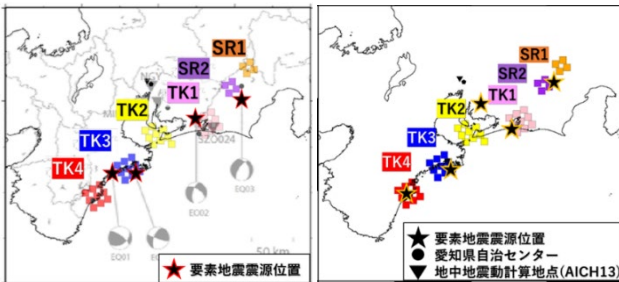 SR1
SR2
TK1
TK2
TK3
TK4
SZO024
EQ03
EQ02
EQ01
50 km
要素地震震源位置
SR1
SR2
TK1
TK2
TK3
TK4
要素地震震源位置
愛知県自治センター
地中地震動計算地点(AICH13)